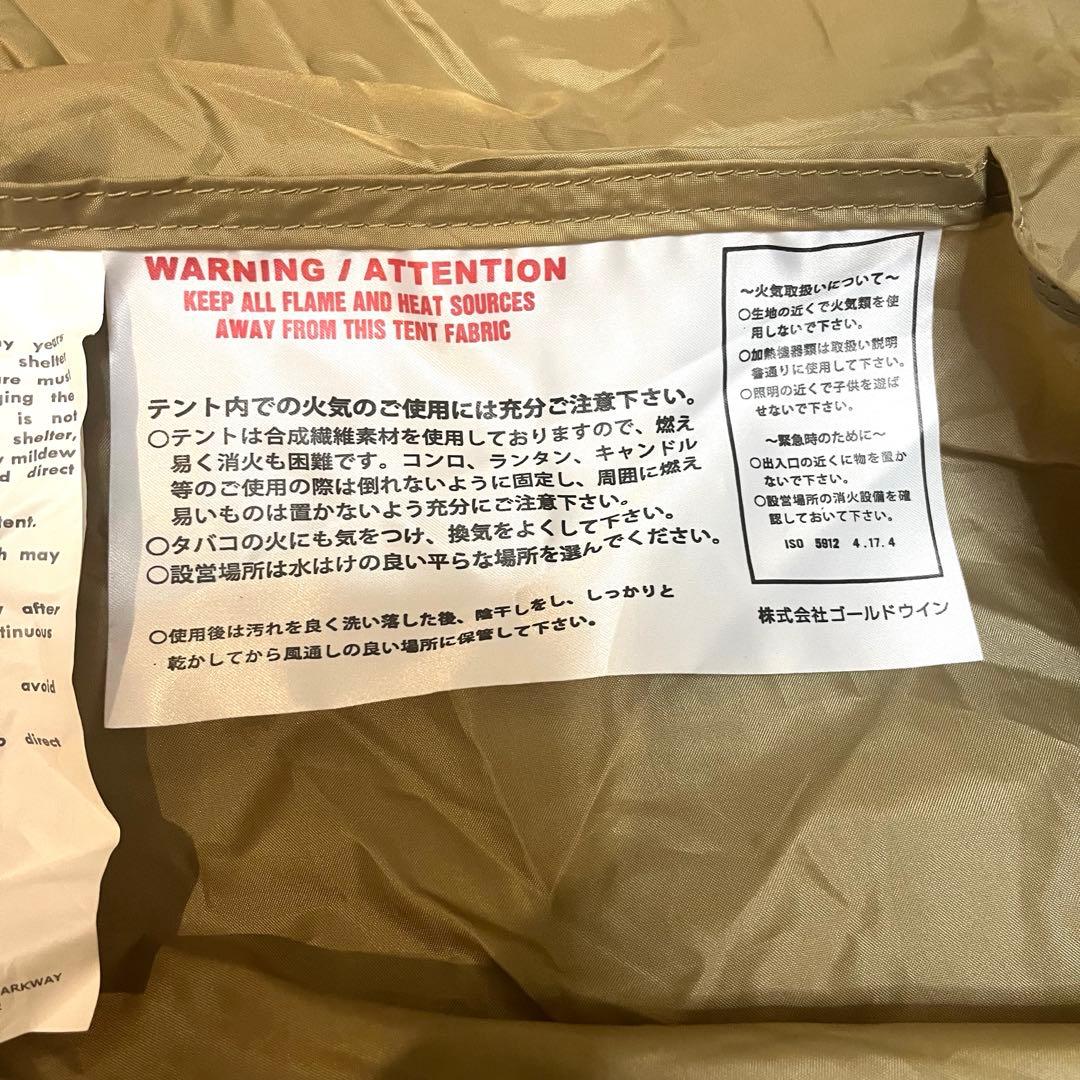 years
shelter
must
the
is not
shelter,
mildew
direct
may
after
avoid
direct
WARNING / ATTENTION
KEEP ALL FLAME AND HEAT SOURCES
AWAY FROM THIS TENT FABRIC
テント内での火気のご使用には充分ご注意下さい。
○テントは合成繊維素材を使用しておりますので、燃え
易く消火も困難です。コンロ、ランタン、キャンドル
等のご使用の際は倒れないように固定し、周囲に燃え
易いものは置かないよう充分にご注意下さい。
○タバコの火にも気をつけ、換気をよくして下さい。
○設営場所は水はけの良い平らな場所を選んでください。
○使用後は汚れを良く洗い落した後、陰干しをし、しっかりと
乾かしてから風通しの良い場所に保管して下さい。
～火気取扱いについて～
○生地の近くで火気類を使
用しないで下さい。
○加熱機器類は取扱い説明
書通りに使用して下さい。
○照明の近くで子供を遊ば
せないで下さい。
～緊急時のために～
○出入口の近くに物を置か
ないで下さい。
○設営場所の消火設備を確
認しておいて下さい。
ISO 5912 4.17.4
株式会社ゴールドウイン